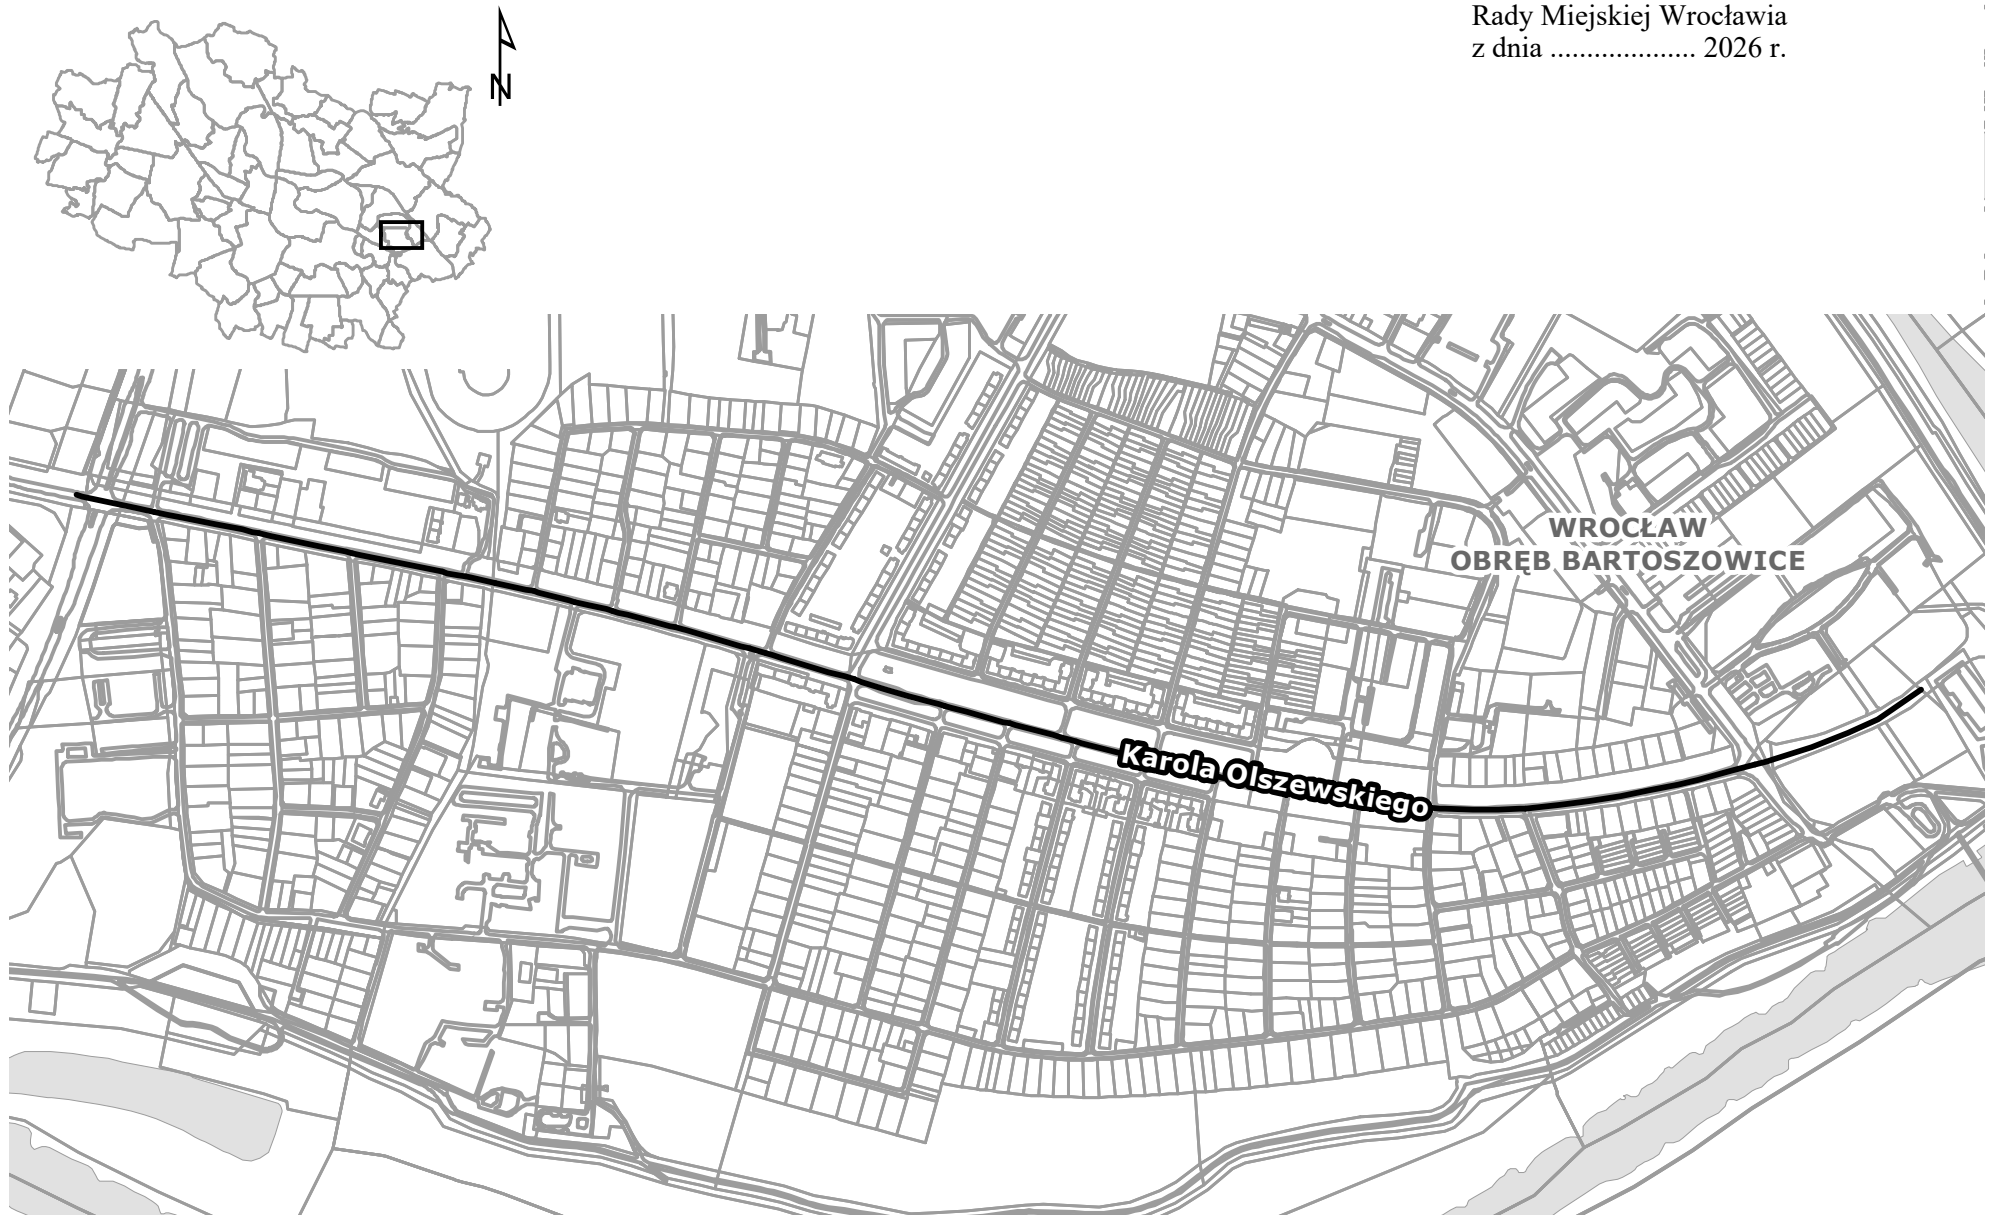 Rady Miejskiej Wrocławia
z dnia .................... 2026 r.
N
WROCŁAW
OBRĘB BARTOSZOWICE
Karola Olszewskiego